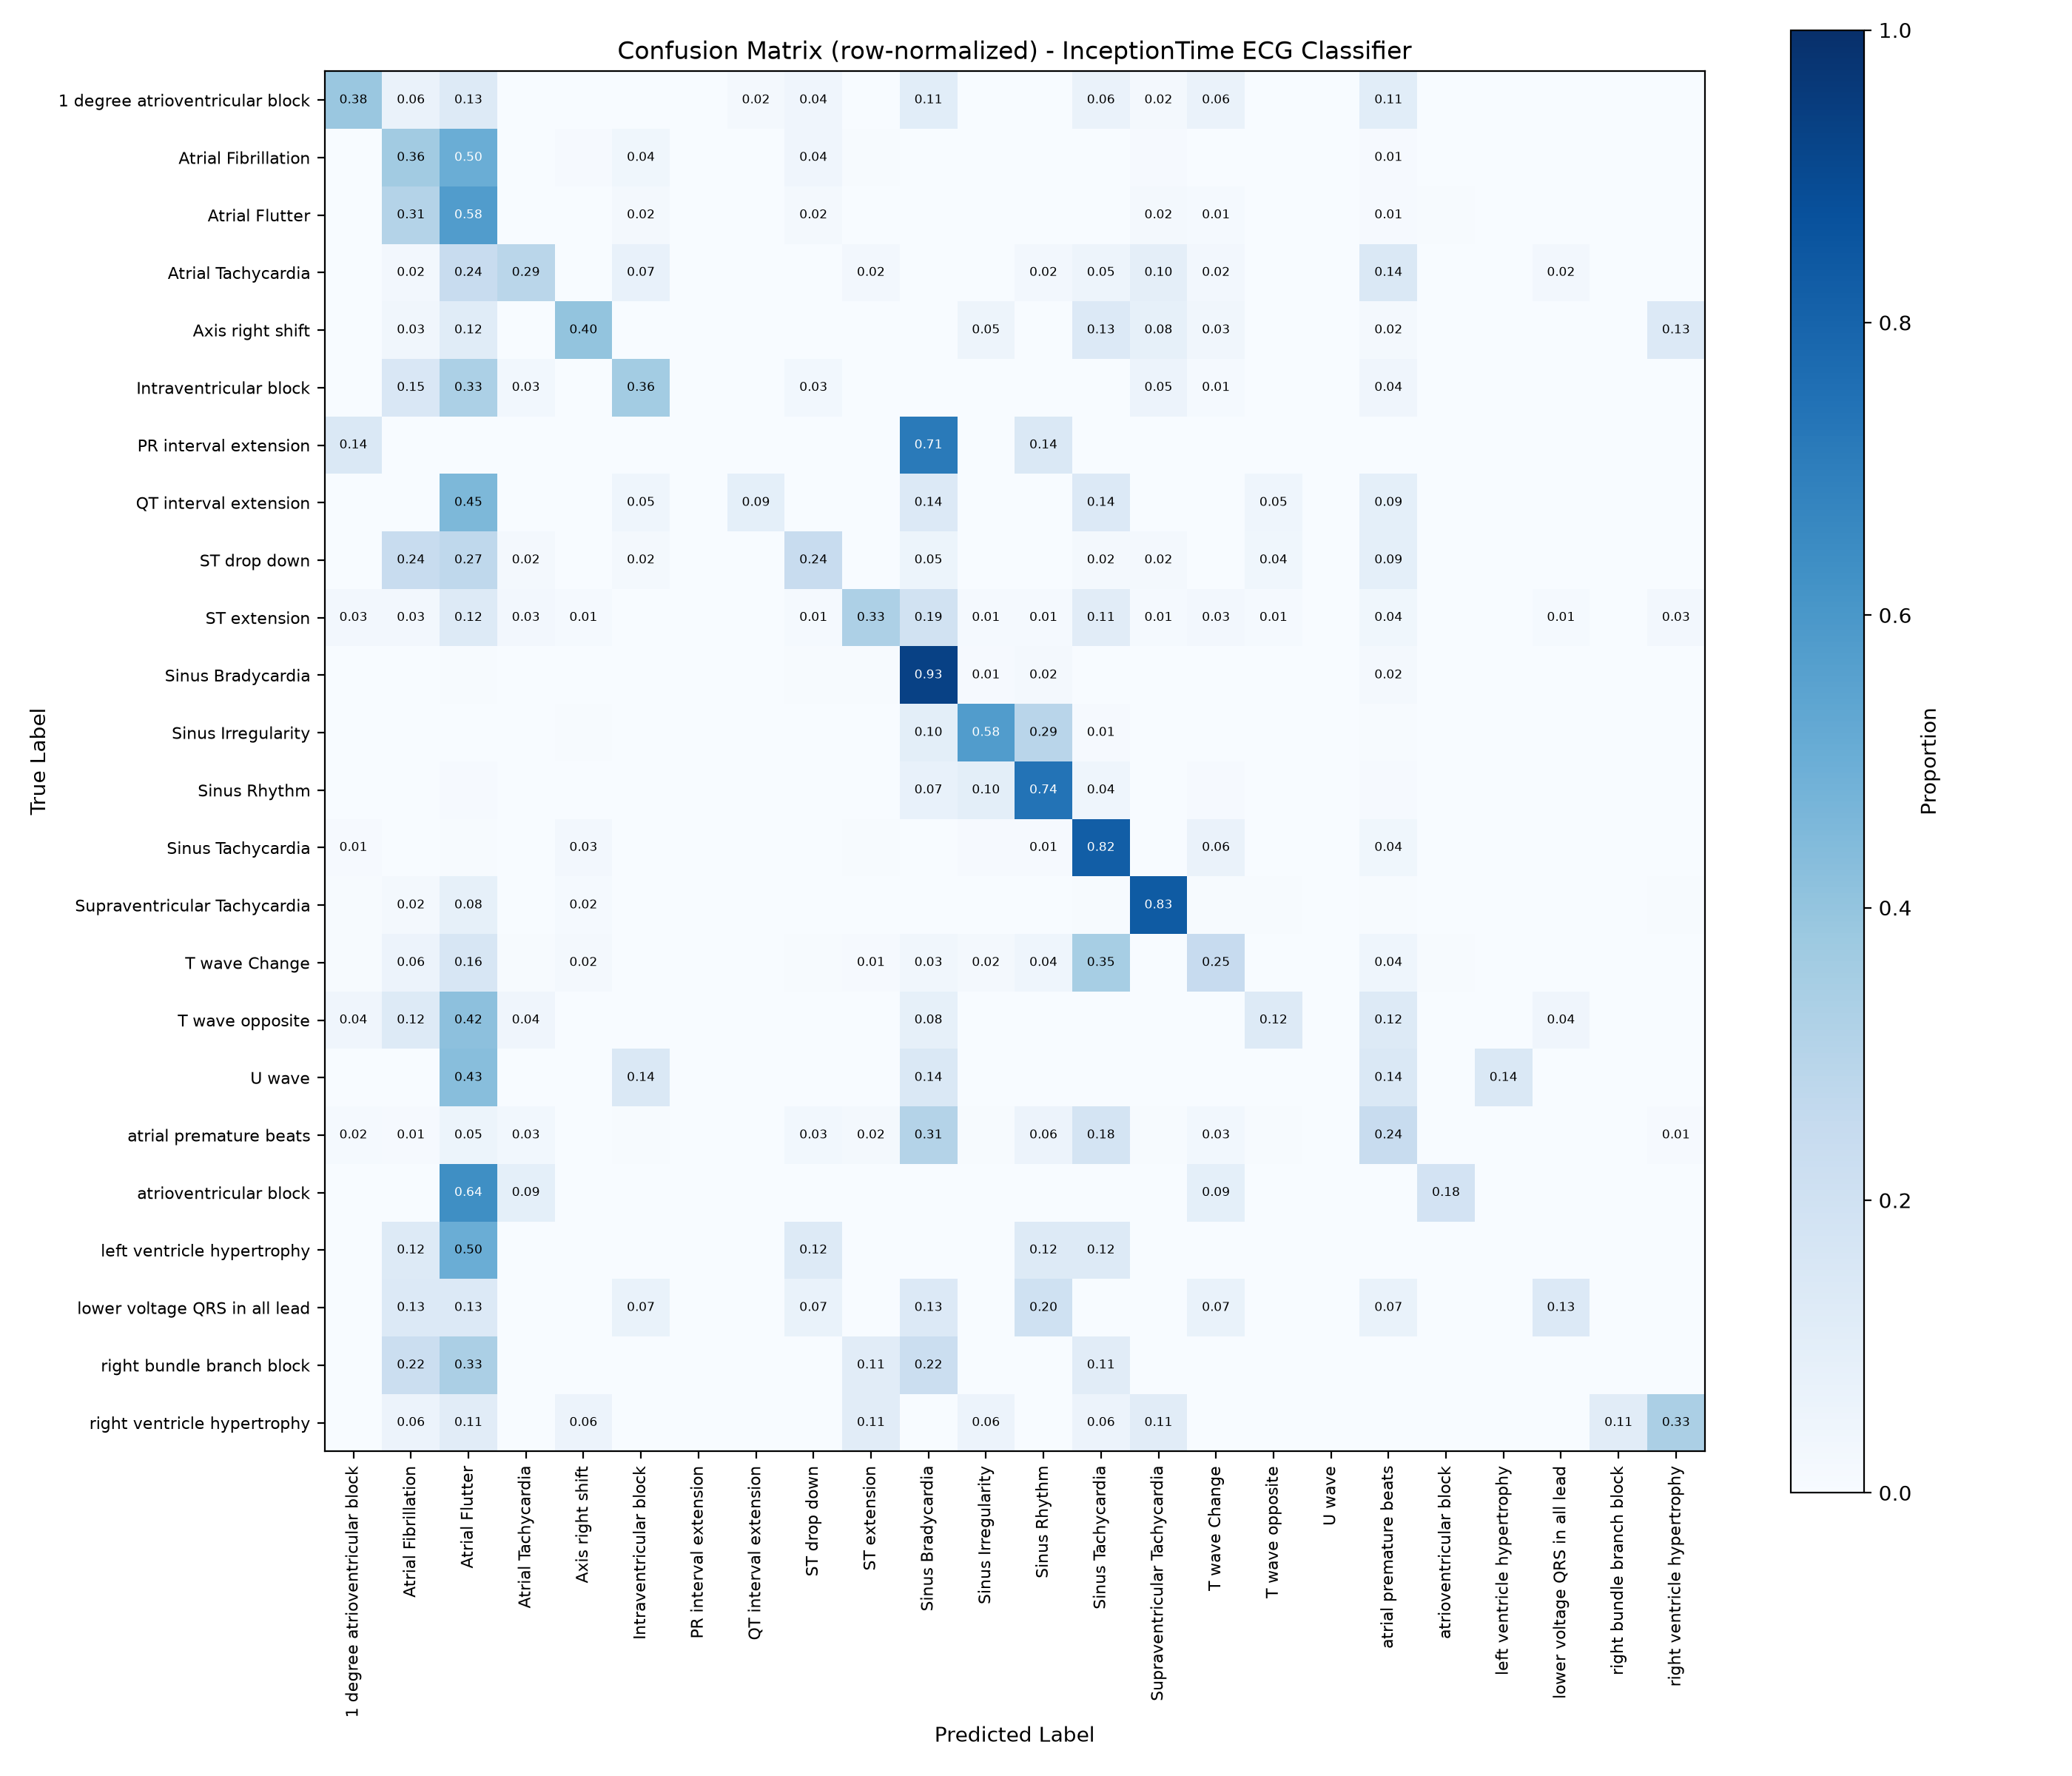 Confusion Matrix (row-normalized) - InceptionTime ECG Classifier
1 degree atrioventricular block 0.38 0.06 0.13 0.02 0.04 0.11 0.06 0.02 0.06 0.11
Atrial Fibrillation 0.36 0.50 0.04 0.04 0.01
Atrial Flutter 0.31 0.58 0.02 0.02 0.02 0.01 0.01
Atrial Tachycardia 0.02 0.24 0.29 0.07 0.02 0.02 0.05 0.10 0.02 0.14 0.02
Axis right shift 0.03 0.12 0.40 0.05 0.13 0.08 0.03 0.02 0.13
Intraventricular block 0.15 0.33 0.03 0.36 0.03 0.05 0.01 0.04
PR interval extension 0.14 0.71 0.14
QT interval extension 0.45 0.05 0.09 0.14 0.14 0.05 0.09
ST drop down 0.24 0.27 0.02 0.02 0.24 0.05 0.02 0.02 0.04 0.09
ST extension 0.03 0.03 0.12 0.03 0.01 0.01 0.33 0.19 0.01 0.01 0.11 0.01 0.03 0.01 0.04 0.01 0.03
Sinus Bradycardia 0.93 0.01 0.02 0.02
Sinus Irregularity 0.10 0.58 0.29 0.01
Sinus Rhythm 0.07 0.10 0.74 0.04
Sinus Tachycardia 0.01 0.03 0.01 0.82 0.06 0.04
Supraventricular Tachycardia 0.02 0.08 0.02 0.83
T wave Change 0.06 0.16 0.02 0.01 0.03 0.02 0.04 0.35 0.25 0.04
T wave opposite 0.04 0.12 0.42 0.04 0.08 0.12 0.12 0.04
U wave 0.43 0.14 0.14 0.14 0.14
atrial premature beats 0.02 0.01 0.05 0.03 0.03 0.02 0.31 0.06 0.18 0.03 0.24 0.01
atrioventricular block 0.64 0.09 0.09 0.18
left ventricle hypertrophy 0.12 0.50 0.12 0.12 0.12
lower voltage QRS in all lead 0.13 0.13 0.07 0.07 0.13 0.20 0.07 0.07 0.13
right bundle branch block 0.22 0.33 0.11 0.22 0.11
right ventricle hypertrophy 0.06 0.11 0.06 0.11 0.06 0.06 0.11 0.11 0.33
True Label
1 degree atrioventricular block
Atrial Fibrillation
Atrial Flutter
Atrial Tachycardia
Axis right shift
Intraventricular block
PR interval extension
QT interval extension
ST drop down
ST extension
Sinus Bradycardia
Sinus Irregularity
Sinus Rhythm
Sinus Tachycardia
Supraventricular Tachycardia
T wave Change
T wave opposite
U wave
atrial premature beats
atrioventricular block
left ventricle hypertrophy
lower voltage QRS in all lead
right bundle branch block
right ventricle hypertrophy
Predicted Label
1.0
0.8
0.6
0.4
0.2
0.0
Proportion